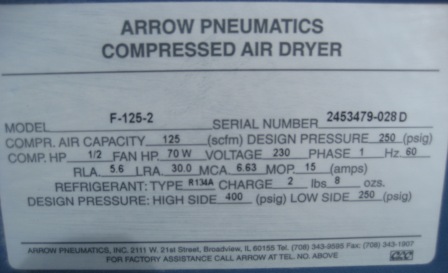 ARROW PNEUMATICS
COMPRESSED AIR DRYER
MODEL F-125-2 SERIAL NUMBER 2453479-028 D
COMPR. AIR CAPACITY 125 (scfm) DESIGN PRESSURE 250 (psig)
COMP. HP 1/2 FAN HP 70 W VOLTAGE 230 PHASE 1 Hz 60
RLA 5.6 LRA 30.0 MCA 6.63 MOP 15 (amps)
REFRIGERANT: TYPE R134A CHARGE 2 lbs 8 ozs.
DESIGN PRESSURE: HIGH SIDE 400 (psig) LOW SIDE 250 (psig)
ARROW PNEUMATICS, INC. 2111 W. 21st Street, Broadview, IL 60155 Tel. (708) 343-9595 Fax: (708) 343-1907
FOR FACTORY ASSISTANCE CALL ARROW AT TEL. NO. ABOVE